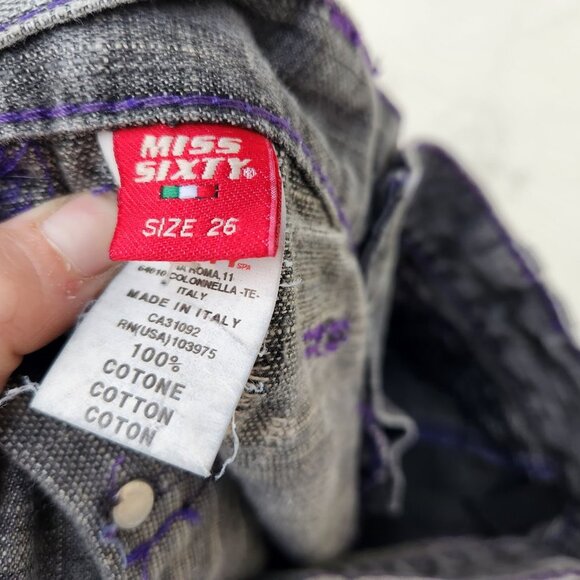 MISS
SIXTY®
SIZE 26
SPA
VIA ROMA, 11
64010 COLONNELLA -TE-
ITALY
MADE IN ITALY
CA31092
RN(USA)103975
100%
COTONE
COTTON
COTON